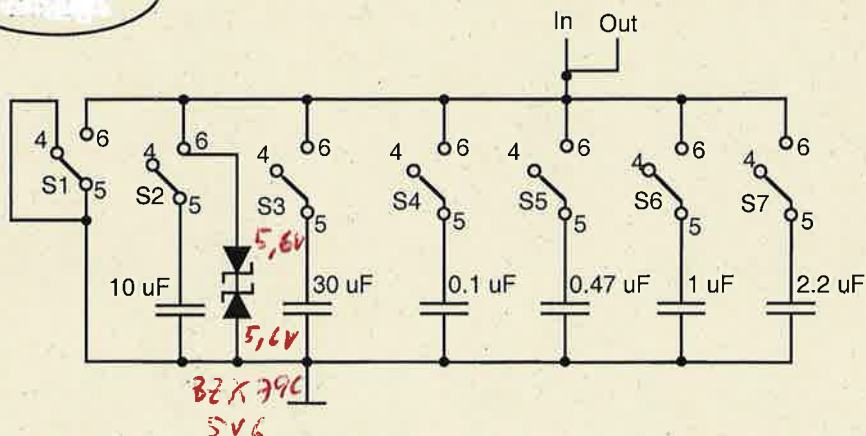 In Out
4 6 5 S1
4 6 5 S2
4 6 5 S3
4 6 5 S4
4 6 5 S5
4 6 5 S6
4 6 5 S7
5,6V
10 uF
30 uF
0.1 uF
0.47 uF
1 uF
2.2 uF
5,6V
BZX79C
5V6